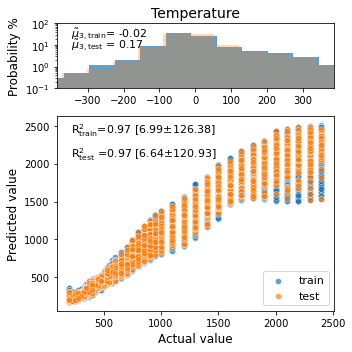 Temperature
Probability %
10²
10¹
10⁰
10⁻¹
μ̃₃,train= -0.02
μ̃₃,test = 0.17
−300 −200 −100 0 100 200 300
R²train=0.97 [6.99±126.38]
R²test =0.97 [6.64±120.93]
Predicted value
2500
2000
1500
1000
500
train
test
500 1000 1500 2000 2500
Actual value